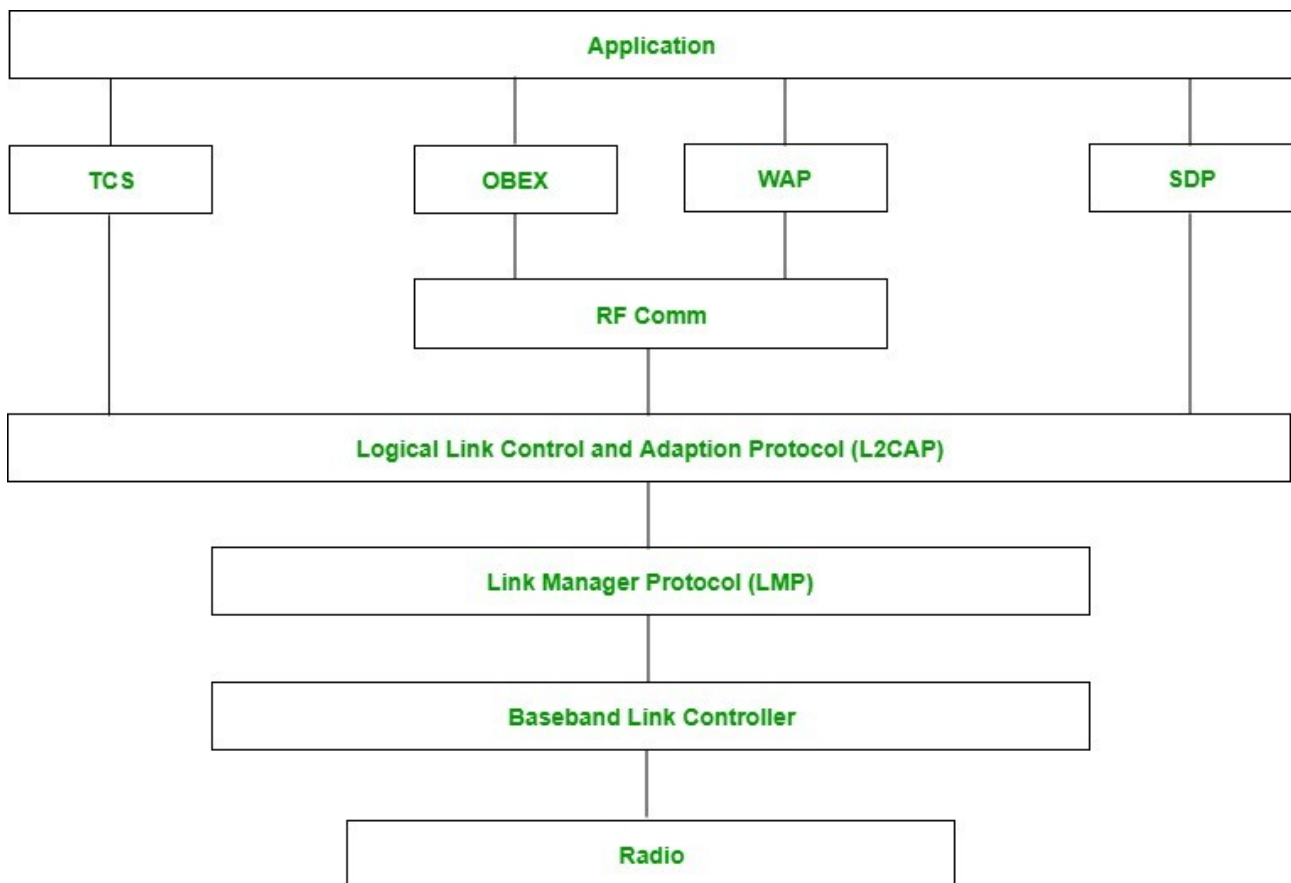 Application
TCS
OBEX
WAP
SDP
RF Comm
Logical Link Control and Adaption Protocol (L2CAP)
Link Manager Protocol (LMP)
Baseband Link Controller
Radio